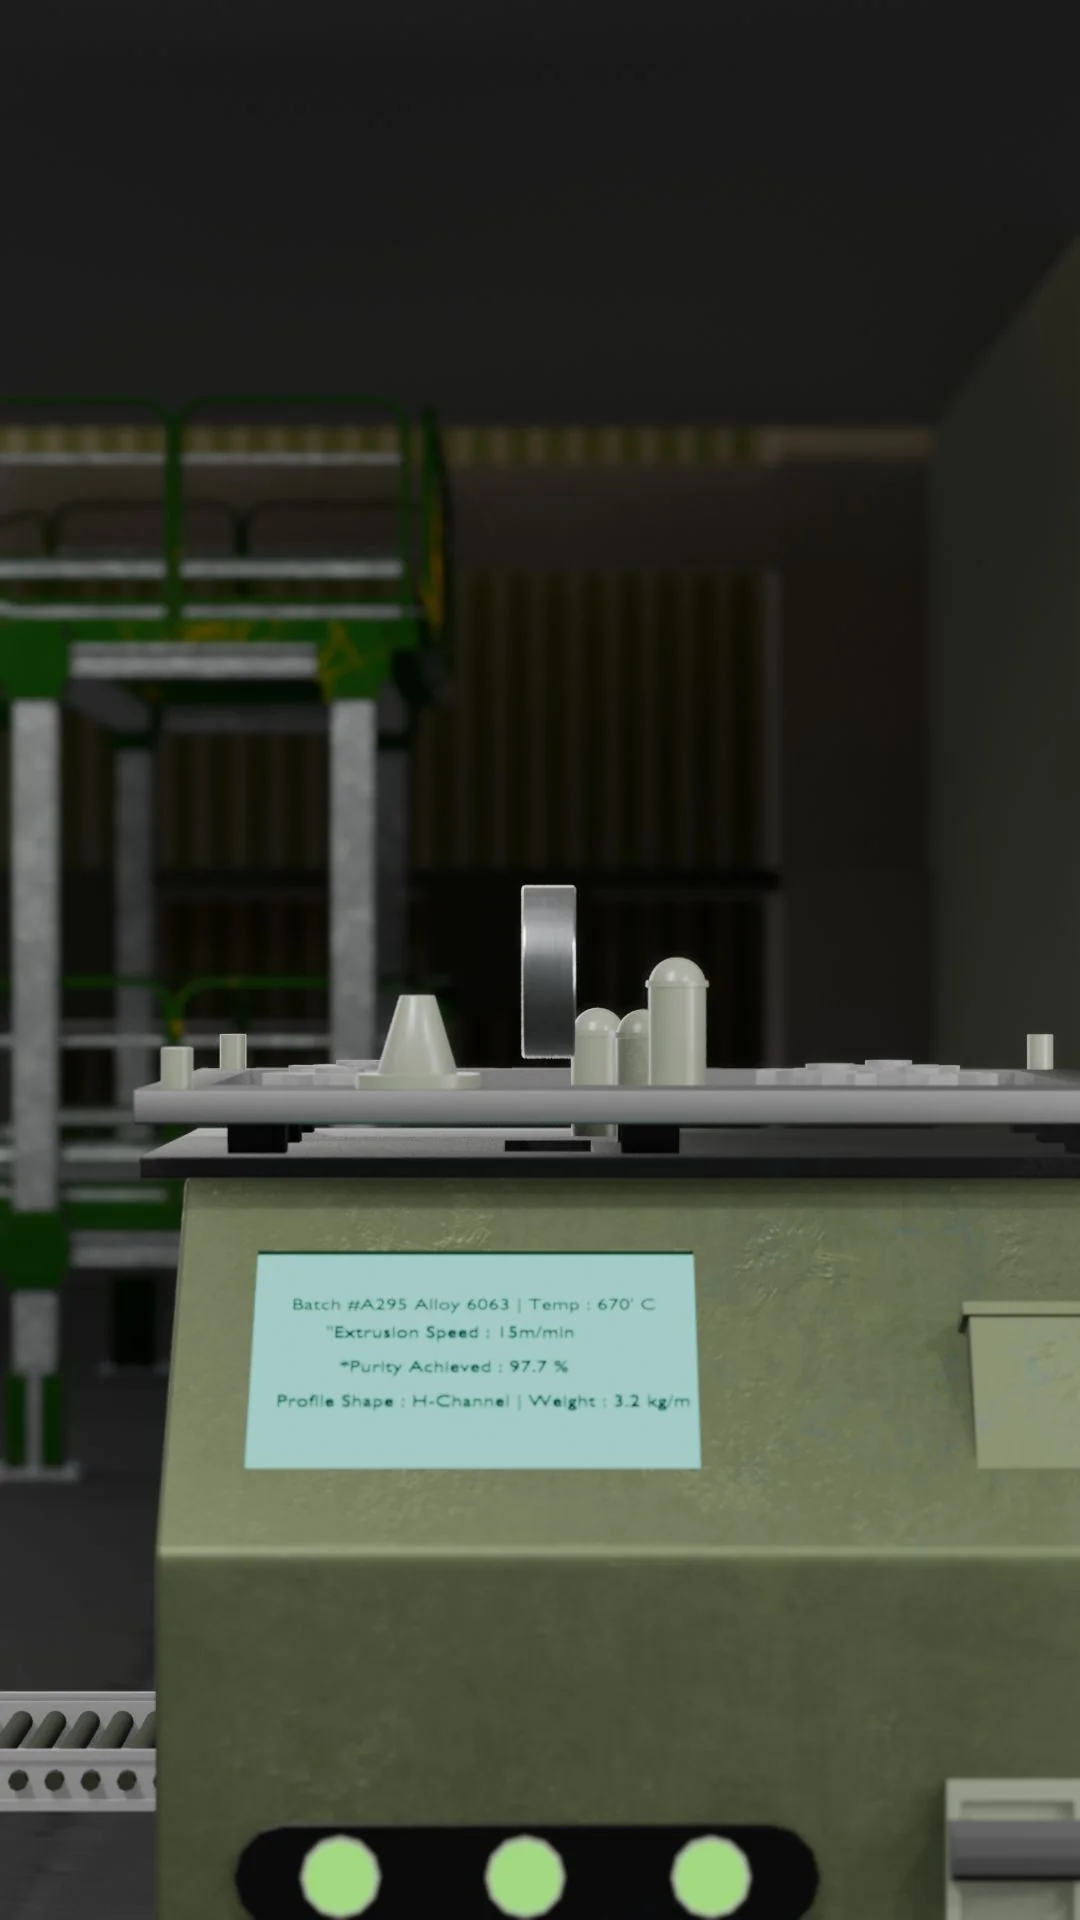 Batch #A295 Alloy 6063 | Temp : 670' C
"Extrusion Speed : 15m/min
*Purity Achieved : 97.7 %
Profile Shape : H-Channel | Weight : 3.2 kg/m